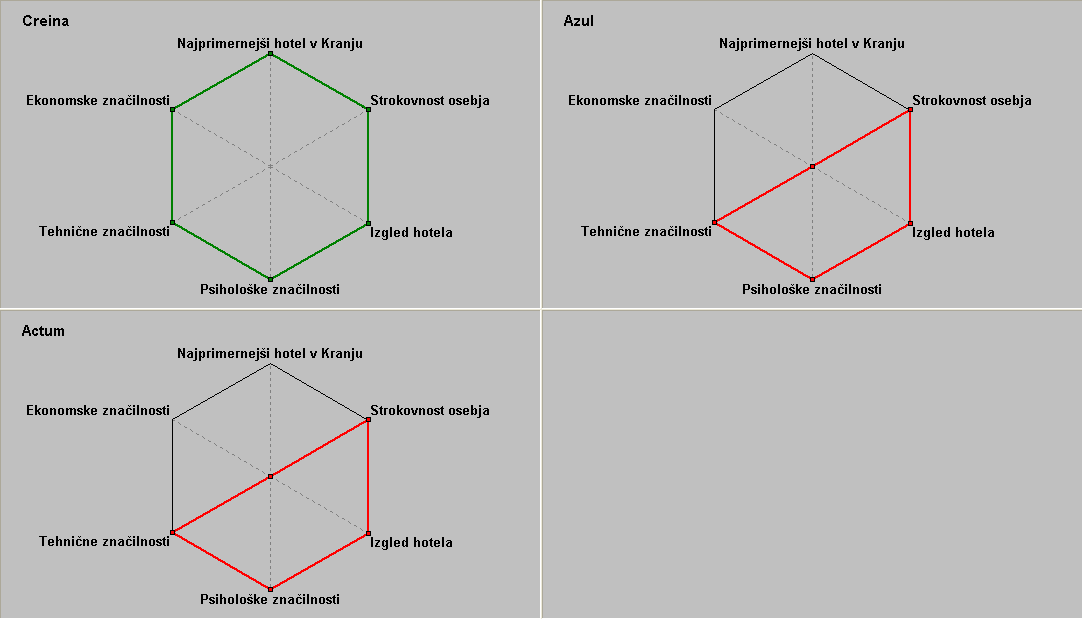 Creina
Najprimernejši hotel v Kranju
Ekonomske značilnosti
Strokovnost osebja
Tehnične značilnosti
Izgled hotela
Psihološke značilnosti
Azul
Najprimernejši hotel v Kranju
Ekonomske značilnosti
Strokovnost osebja
Tehnične značilnosti
Izgled hotela
Psihološke značilnosti
Actum
Najprimernejši hotel v Kranju
Ekonomske značilnosti
Strokovnost osebja
Tehnične značilnosti
Izgled hotela
Psihološke značilnosti